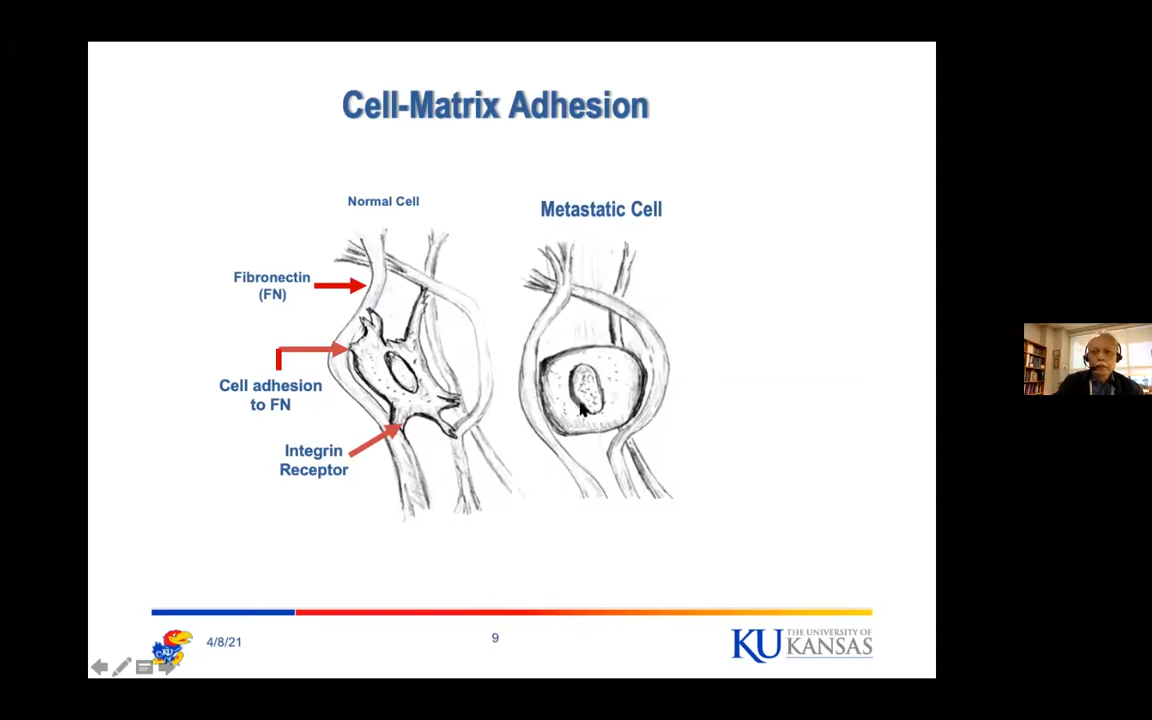 Cell-Matrix Adhesion
Normal Cell
Metastatic Cell
Fibronectin
(FN)
Cell adhesion
to FN
Integrin
Receptor
KU
4/8/21
9
KU
THE UNIVERSITY OF
KANSAS